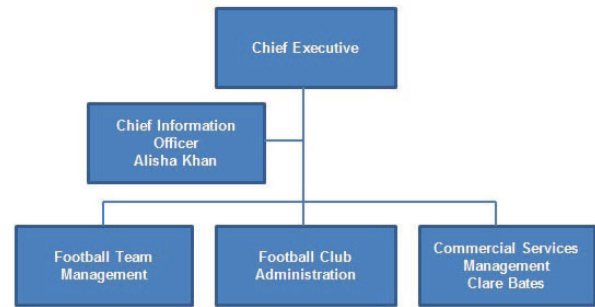 Chief Executive
Chief Information
Officer
Alisha Khan
Football Team
Management
Football Club
Administration
Commercial Services
Management
Clare Bates